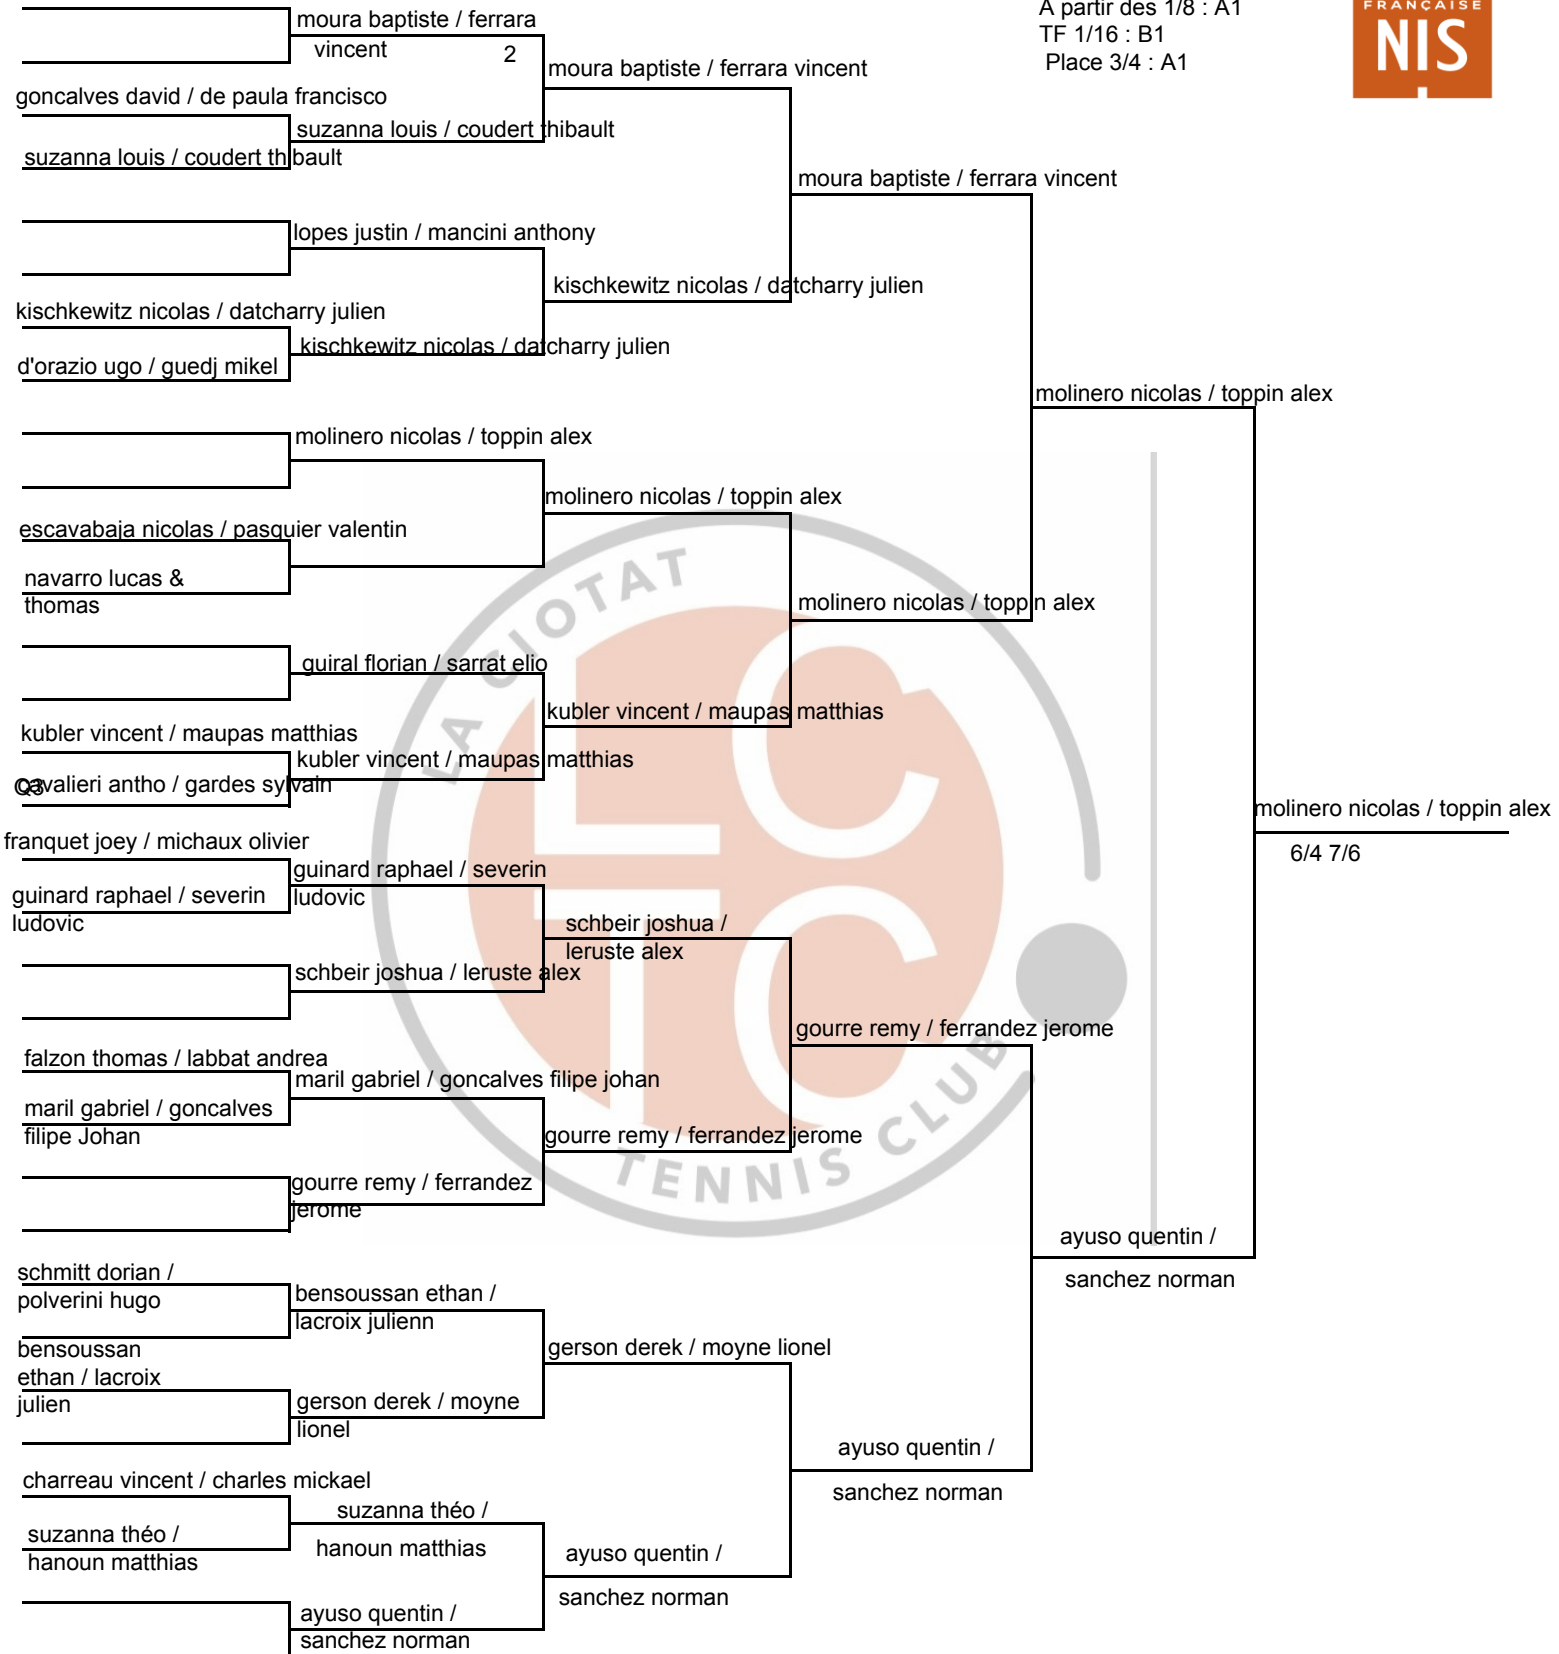 A partir des 1/8 : A1
TF 1/16 : B1
Place 3/4 : A1
FRANÇAISE
NIS
moura baptiste / ferrara
vincent
2
moura baptiste / ferrara vincent
goncalves david / de paula francisco
suzanna louis / coudert thibault
suzanna louis / coudert thibault
moura baptiste / ferrara vincent
lopes justin / mancini anthony
kischkewitz nicolas / datcharry julien
kischkewitz nicolas / datcharry julien
kischkewitz nicolas / datcharry julien
d'orazio ugo / guedj mikel
molinero nicolas / toppin alex
molinero nicolas / toppin alex
molinero nicolas / toppin alex
escavabaja nicolas / pasquier valentin
navarro lucas &
thomas
molinero nicolas / toppin alex
guiral florian / sarrat elio
kubler vincent / maupas matthias
kubler vincent / maupas matthias
kubler vincent / maupas matthias
Q3
cavalieri antho / gardes sylvain
molinero nicolas / toppin alex
6/4 7/6
franquet joey / michaux olivier
guinard raphael / severin
ludovic
guinard raphael / severin
ludovic
schbeir joshua /
leruste alex
schbeir joshua / leruste alex
gourre remy / ferrandez jerome
falzon thomas / labbat andrea
maril gabriel / goncalves filipe johan
maril gabriel / goncalves
filipe Johan
gourre remy / ferrandez jerome
gourre remy / ferrandez
jerome
ayuso quentin /
sanchez norman
schmitt dorian /
polverini hugo
bensoussan ethan /
lacroix julienn
bensoussan
ethan / lacroix
julien
gerson derek / moyne lionel
gerson derek / moyne
lionel
ayuso quentin /
sanchez norman
charreau vincent / charles mickael
suzanna théo /
hanoun matthias
suzanna théo /
hanoun matthias
ayuso quentin /
sanchez norman
ayuso quentin /
sanchez norman
LA CIOTAT
LC
TC
TENNIS CLUB